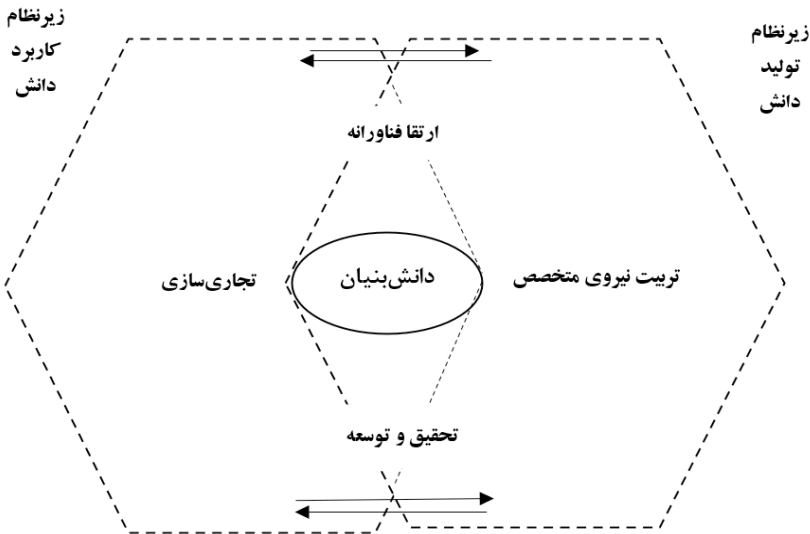 زیرنظام
تولید
دانش
زیرنظام
کاربرد
دانش
ارتقا فناورانه
تربیت نیروی متخصص
دانش‌بنیان
تجاری‌سازی
تحقیق و توسعه